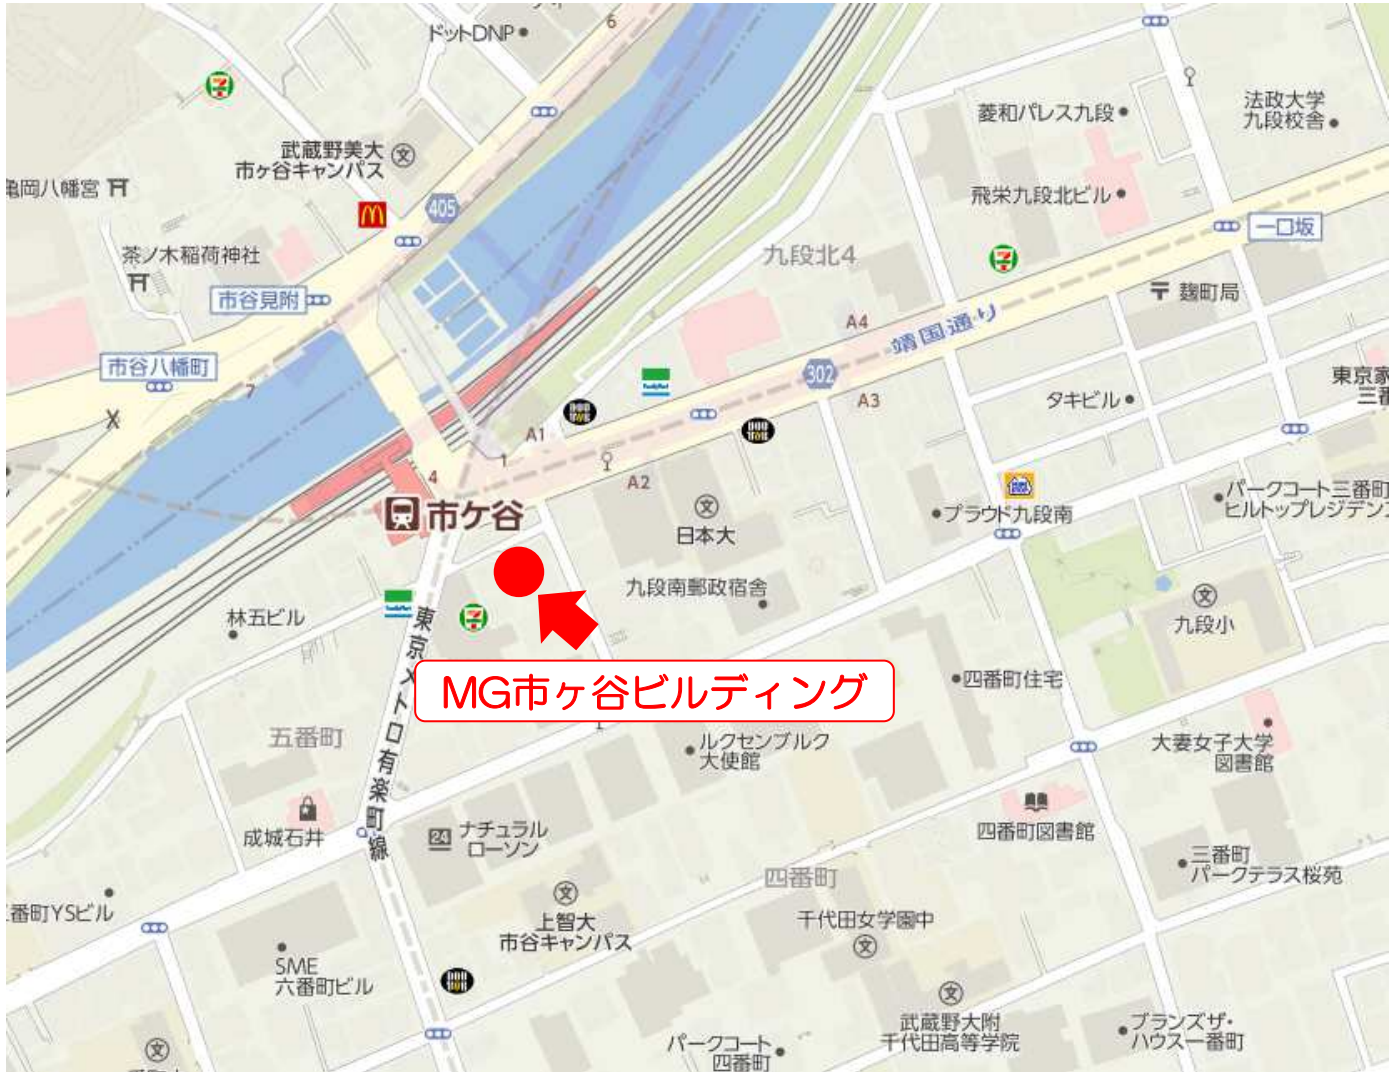 ドットDNP
6
武蔵野美大
市ヶ谷キャンパス
亀岡八幡宮
405
茶ノ木稲荷神社
市谷見附
市谷八幡町
7
菱和パレス九段
法政大学
九段校舎
飛栄九段北ビル
九段北4
一口坂
麹町局
A4
靖国通り
302
A3
FamilyMart
タキビル
東京家
三番
A1
1
4
A2
市ケ谷
日本大
プラウド九段南
パークコート三番町
ヒルトップレジデンス
九段南郵政宿舎
九段小
林五ビル
東京メトロ有楽町線
MG市ヶ谷ビルディング
四番町住宅
五番町
ルクセンブルク
大使館
大妻女子大学
図書館
成城石井
24
ナチュラル
ローソン
四番町図書館
三番町
パークテラス桜苑
四番町
番町YSビル
上智大
市谷キャンパス
千代田女学園中
SME
六番町ビル
武蔵野大附
千代田高等学院
ブランズザ・
ハウス一番町
パークコート
四番町